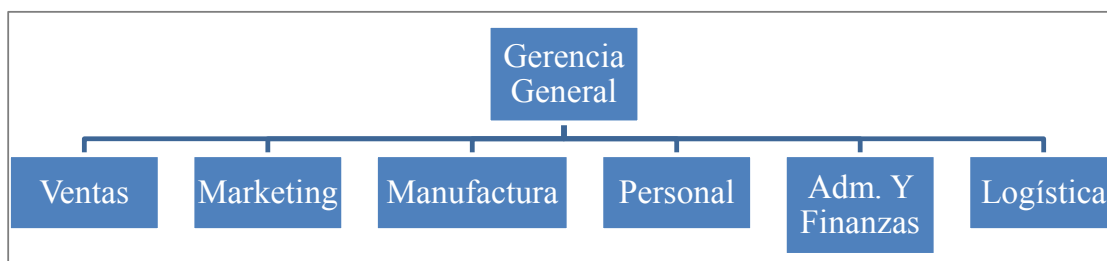 Gerencia
General
Ventas
Marketing
Manufactura
Personal
Adm. Y
Finanzas
Logística